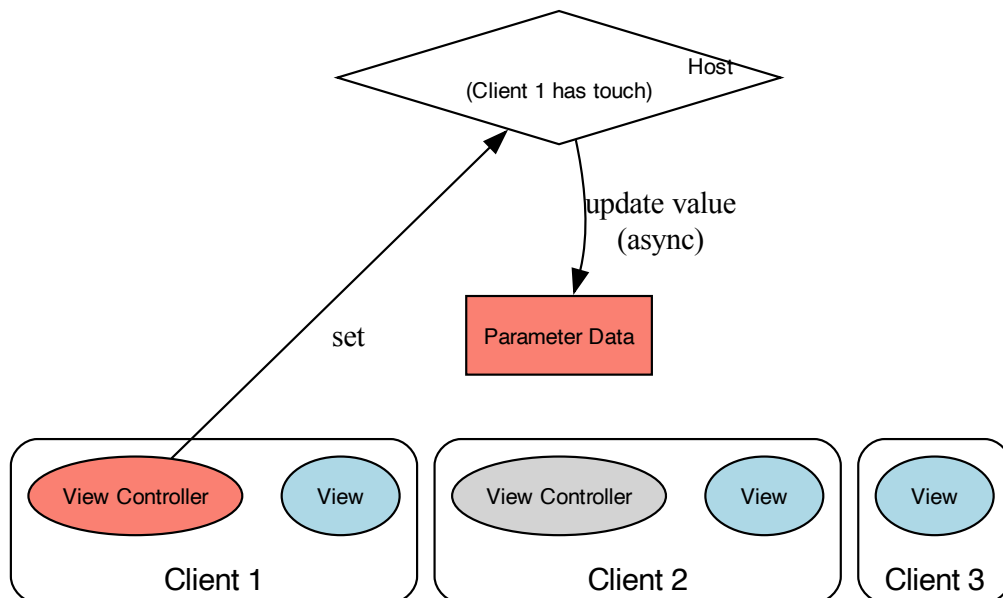 Host
(Client 1 has touch)
update value
(async)
set
Parameter Data
View Controller
View
View Controller
View
View
Client 1
Client 2
Client 3